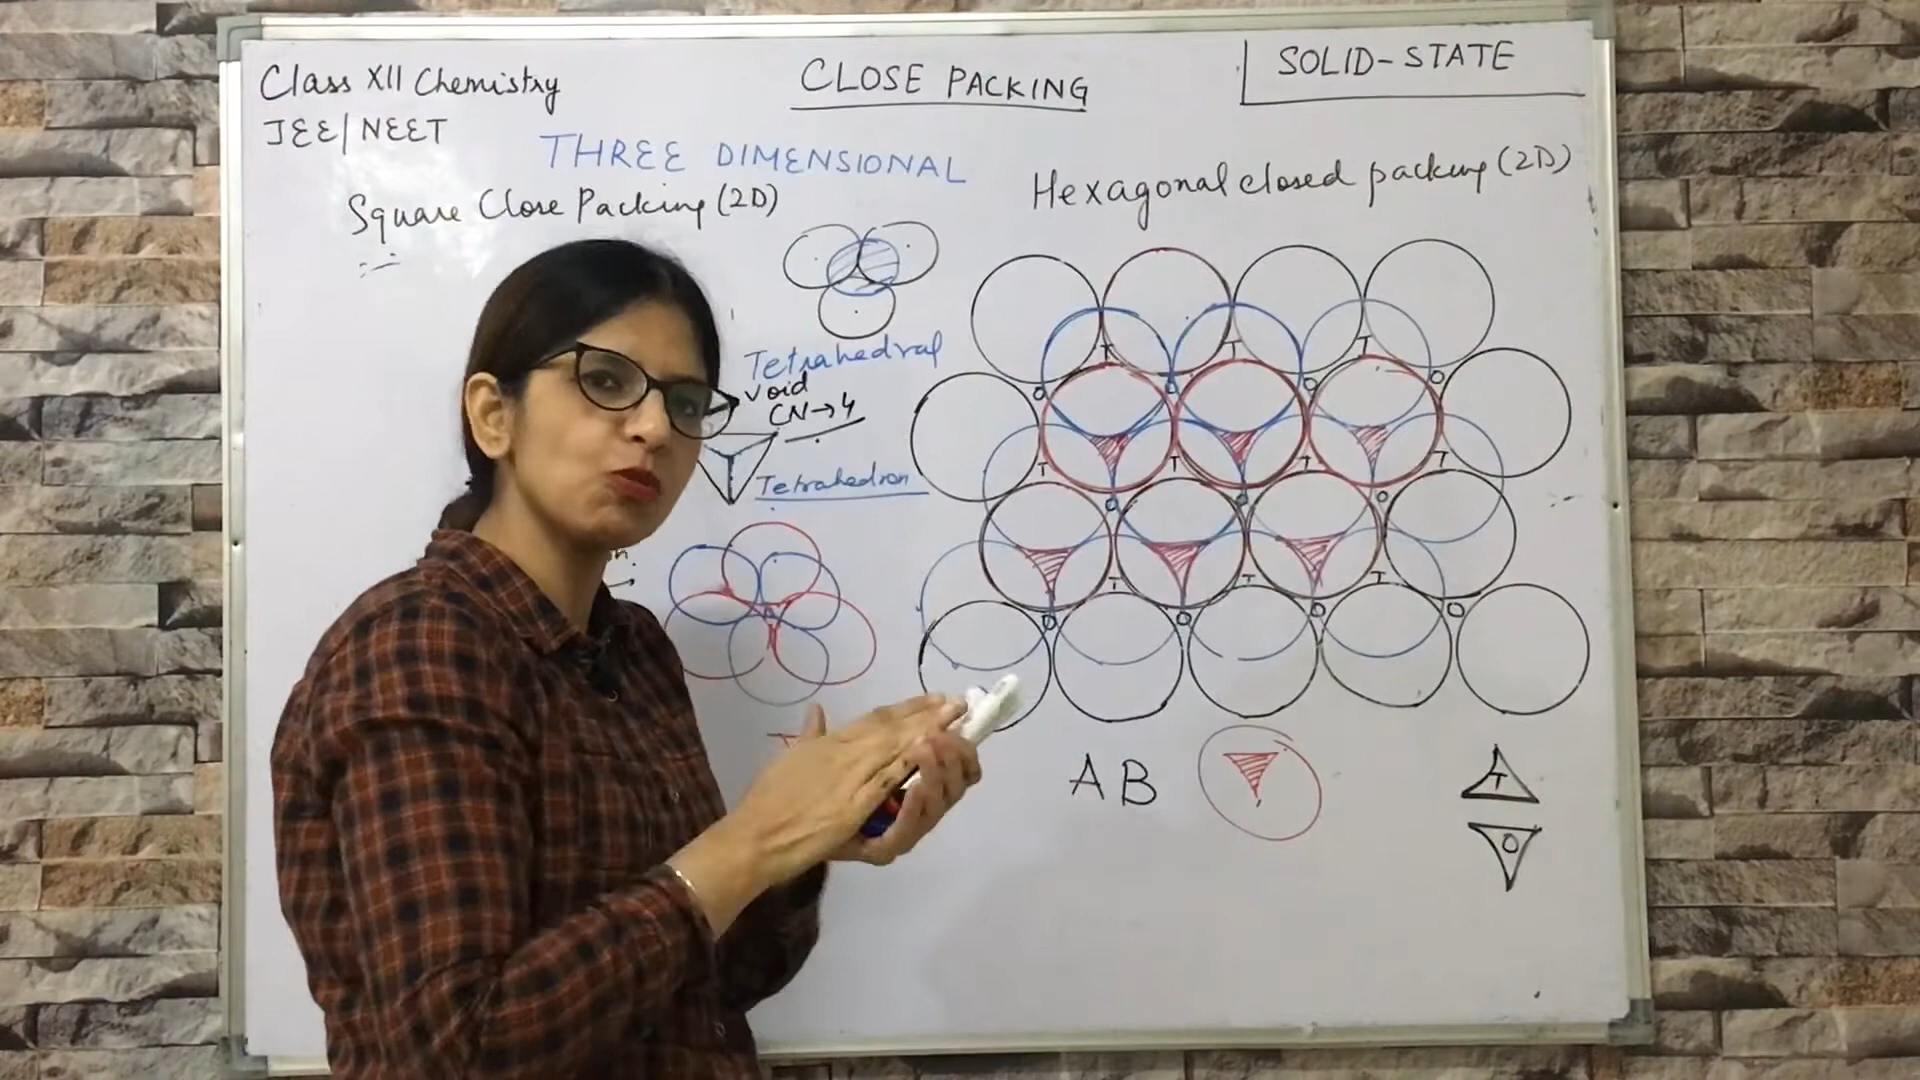 Class XII Chemistry
JEE/NEET
CLOSE PACKING
SOLID-STATE
THREE DIMENSIONAL
Square Close Packing (2D)
Hexagonal closed packing (2D)
Tetrahedral
void
CN→4
Tetrahedron
T T T
O O O O
T T T T
O O O
T T T
O O O O
A B
T
O